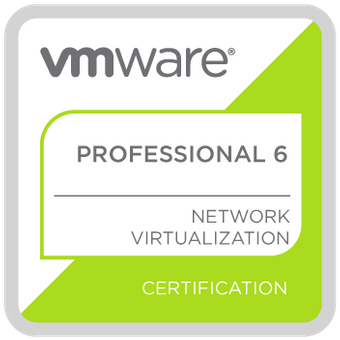 vmware®
PROFESSIONAL 6
NETWORK
VIRTUALIZATION
CERTIFICATION